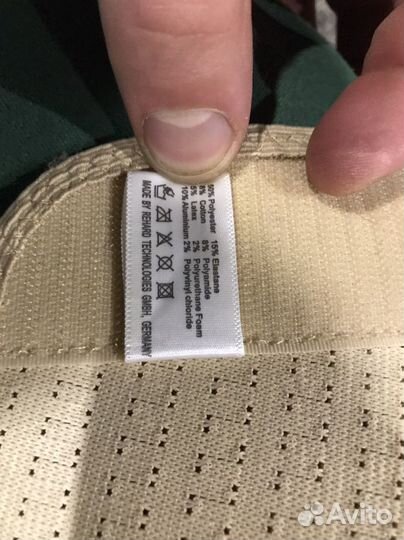 50% Polyester 15% Elastane
8% Cotton 8% Polyamide
5% Latex 2% Polyurethane Foam
10% Aluminium 2% Polyvinyl chloride
MADE BY REHARD TECHNOLOGIES GMBH, GERMANY
Avito